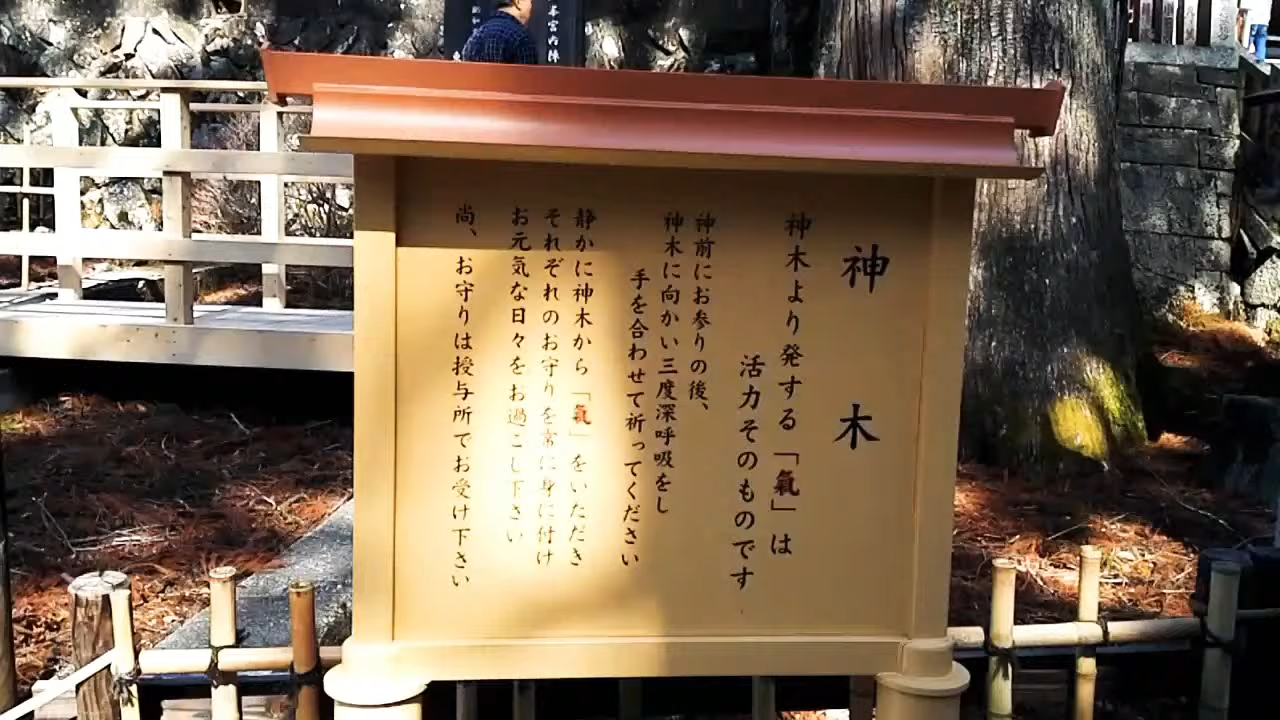 神木
神木より発する「氣」は
活力そのものです
神前にお参りの後、
神木に向かい三度深呼吸をし
手を合わせて祈ってください
静かに神木から「氣」をいただき
それぞれのお守りを常に身に付け
お元気な日々をお過ごし下さい
尚、お守りは授与所でお受け下さい